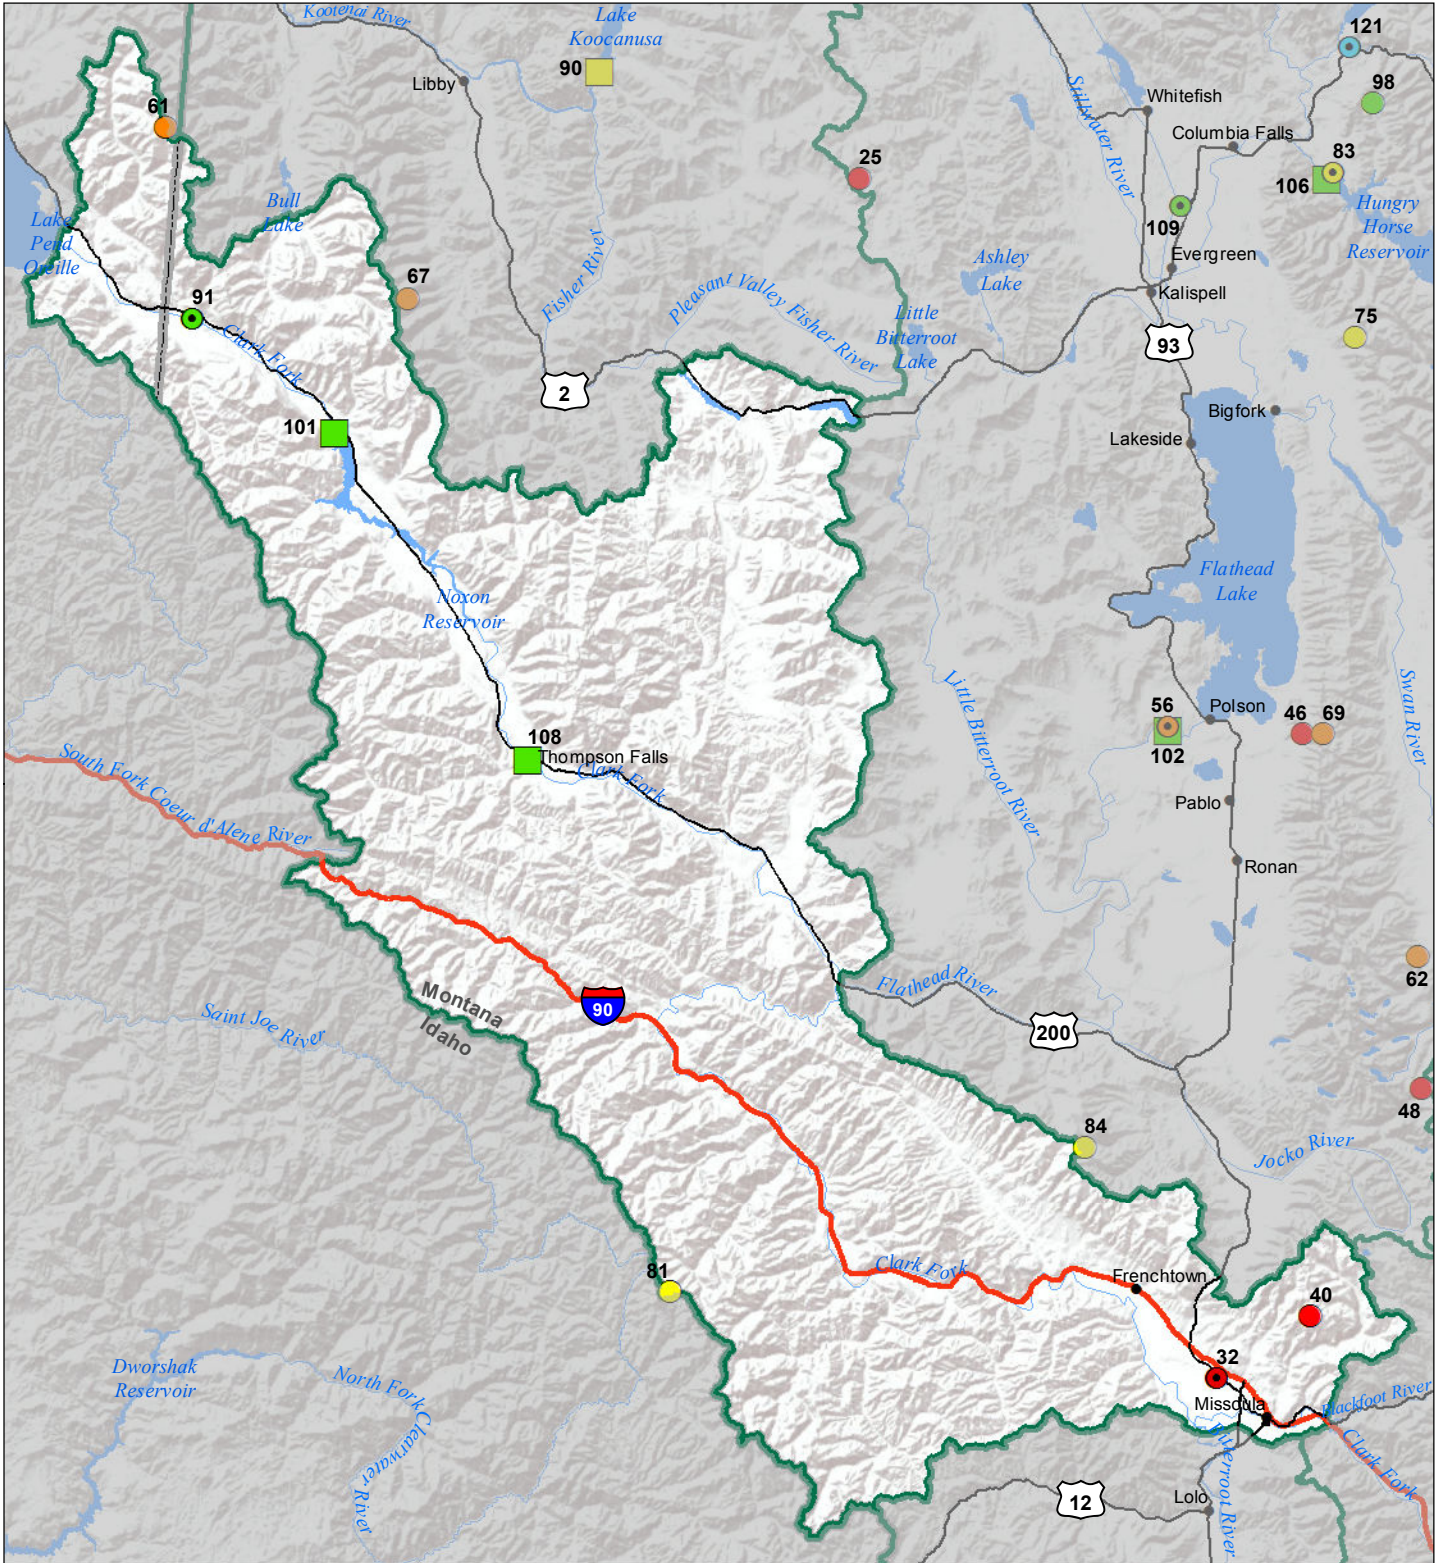 Kootenai River
Lake
Koocanusa
121
90
98
Libby
Whitefish
Stillwater River
61
Columbia Falls
83
25
106
Bull
Lake
Hungry
Horse
Reservoir
109
Lake
Pend
Oreille
Evergreen
Ashley
Lake
67
Fisher River
Pleasant Valley Fisher River
Kalispell
91
Little
Bitterroot
Lake
75
93
Clark Fork
2
Bigfork
101
Lakeside
Flathead
Lake
Noxon
Reservoir
Little Bitterroot River
Swan River
56
Polson
46
69
108
Thompson Falls
102
South Fork Coeur d'Alene River
Clark Fork
Pablo
Ronan
62
Flathead River
Montana
Idaho
90
Saint Joe River
200
48
84
Jocko River
81
Clark Fork
Frenchtown
40
Dworshak
Reservoir
32
North Fork Clearwater River
Missoula
Blackfoot River
Clark Fork
Bitterroot River
12
Lolo